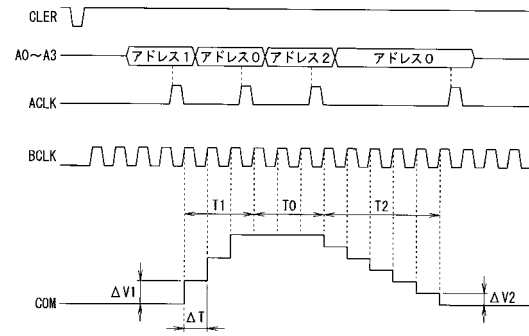 CLER
A0～A3
アドレス1
アドレス0
アドレス2
アドレス0
ACLK
BCLK
T1
T0
T2
ΔV1
COM
ΔT
ΔV2